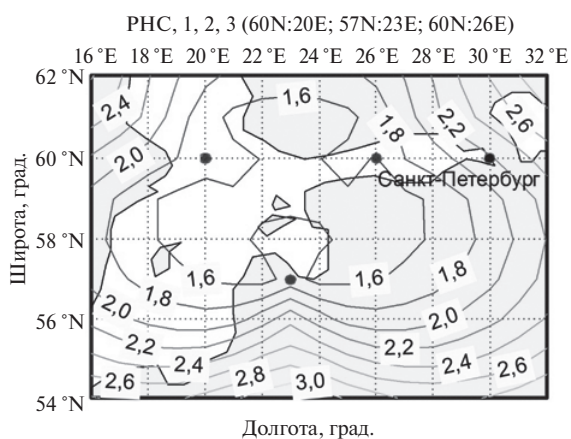 РНС, 1, 2, 3 (60N:20E; 57N:23E; 60N:26E)
16 °E 18 °E 20 °E 22 °E 24 °E 26 °E 28 °E 30 °E 32 °E
62 °N
2,4
1,6
2,2
2,6
1,8
2,0
60 °N
Санкт-Петербург
Широта, град.
58 °N
1,6
1,6
1,8
1,8
2,0
2,0
56 °N
2,2
2,2
2,4
2,4
2,6
2,6
2,8
3,0
54 °N
Долгота, град.